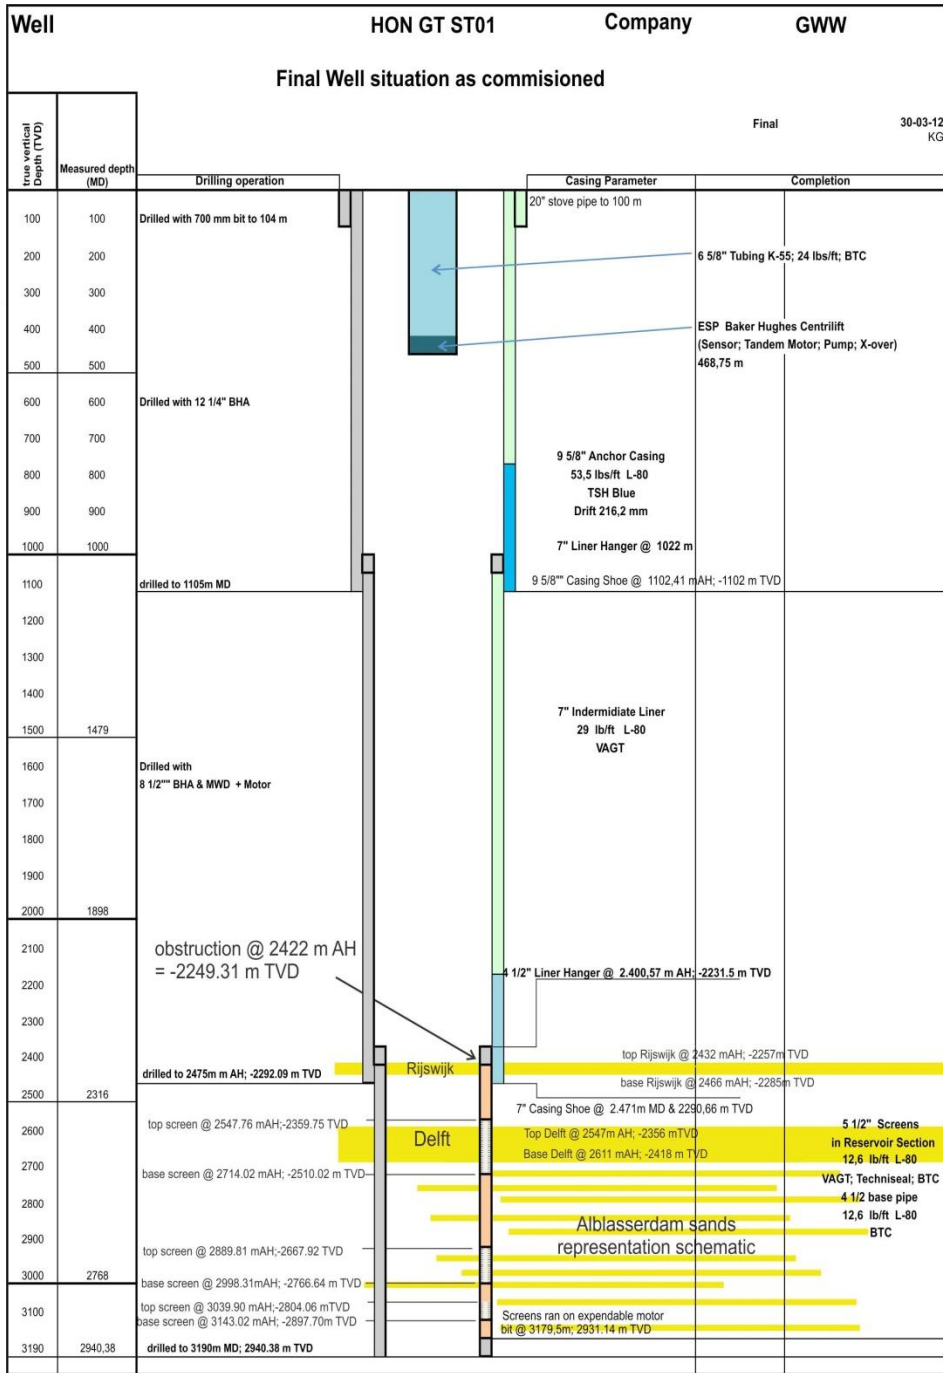 Well HON GT ST01 Company GWW
Final Well situation as commisioned
Final 30-03-12
KG
true vertical
Depth (TVD)
Measured depth
(MD)
Drilling operation Casing Parameter Completion
20" stove pipe to 100 m
100 100 Drilled with 700 mm bit to 104 m
200 200
6 5/8" Tubing K-55; 24 lbs/ft; BTC
300 300
400 400
ESP Baker Hughes Centrilift
(Sensor; Tandem Motor; Pump; X-over)
468,75 m
500 500
600 600 Drilled with 12 1/4" BHA
700 700
9 5/8" Anchor Casing
800 800
53,5 lbs/ft L-80
TSH Blue
900 900
Drift 216,2 mm
1000 1000
7" Liner Hanger @ 1022 m
1100 drilled to 1105m MD
9 5/8"" Casing Shoe @ 1102,41 mAH; -1102 m TVD
1200
1300
1400
7" Indermidiate Liner
29 lb/ft L-80
VAGT
1500 1479
1600 Drilled with
8 1/2"" BHA & MWD + Motor
1700
1800
1900
2000 1898
2100
obstruction @ 2422 m AH
= -2249.31 m TVD
4 1/2" Liner Hanger @ 2.400,57 m AH; -2231.5 m TVD
2200
2300
2400
top Rijswijk @ 2432 mAH; -2257m TVD
Rijswijk
drilled to 2475m m AH; -2292.09 m TVD
base Rijswijk @ 2466 mAH; -2285m TVD
2500 2316
7" Casing Shoe @ 2.471m MD & 2290,66 m TVD
top screen @ 2547.76 mAH;-2359.75 TVD
5 1/2" Screens
2600
Delft
Top Delft @ 2547m AH; -2356 mTVD
in Reservoir Section
Base Delft @ 2611 mAH; -2418 m TVD
12,6 lb/ft L-80
2700
base screen @ 2714.02 mAH; -2510.02 m TVD
VAGT; Techniseal; BTC
4 1/2 base pipe
2800
12,6 lb/ft L-80
BTC
Alblasserdam sands
representation schematic
2900
top screen @ 2889.81 mAH;-2667.92 TVD
3000 2768
base screen @ 2998.31mAH; -2766.64 m TVD
top screen @ 3039.90 mAH;-2804.06 mTVD
3100
base screen @ 3143.02 mAH;-2897.70m TVD
Screens ran on expendable motor
bit @ 3179,5m; 2931.14 m TVD
3190 2940,38 drilled to 3190m MD; 2940.38 m TVD